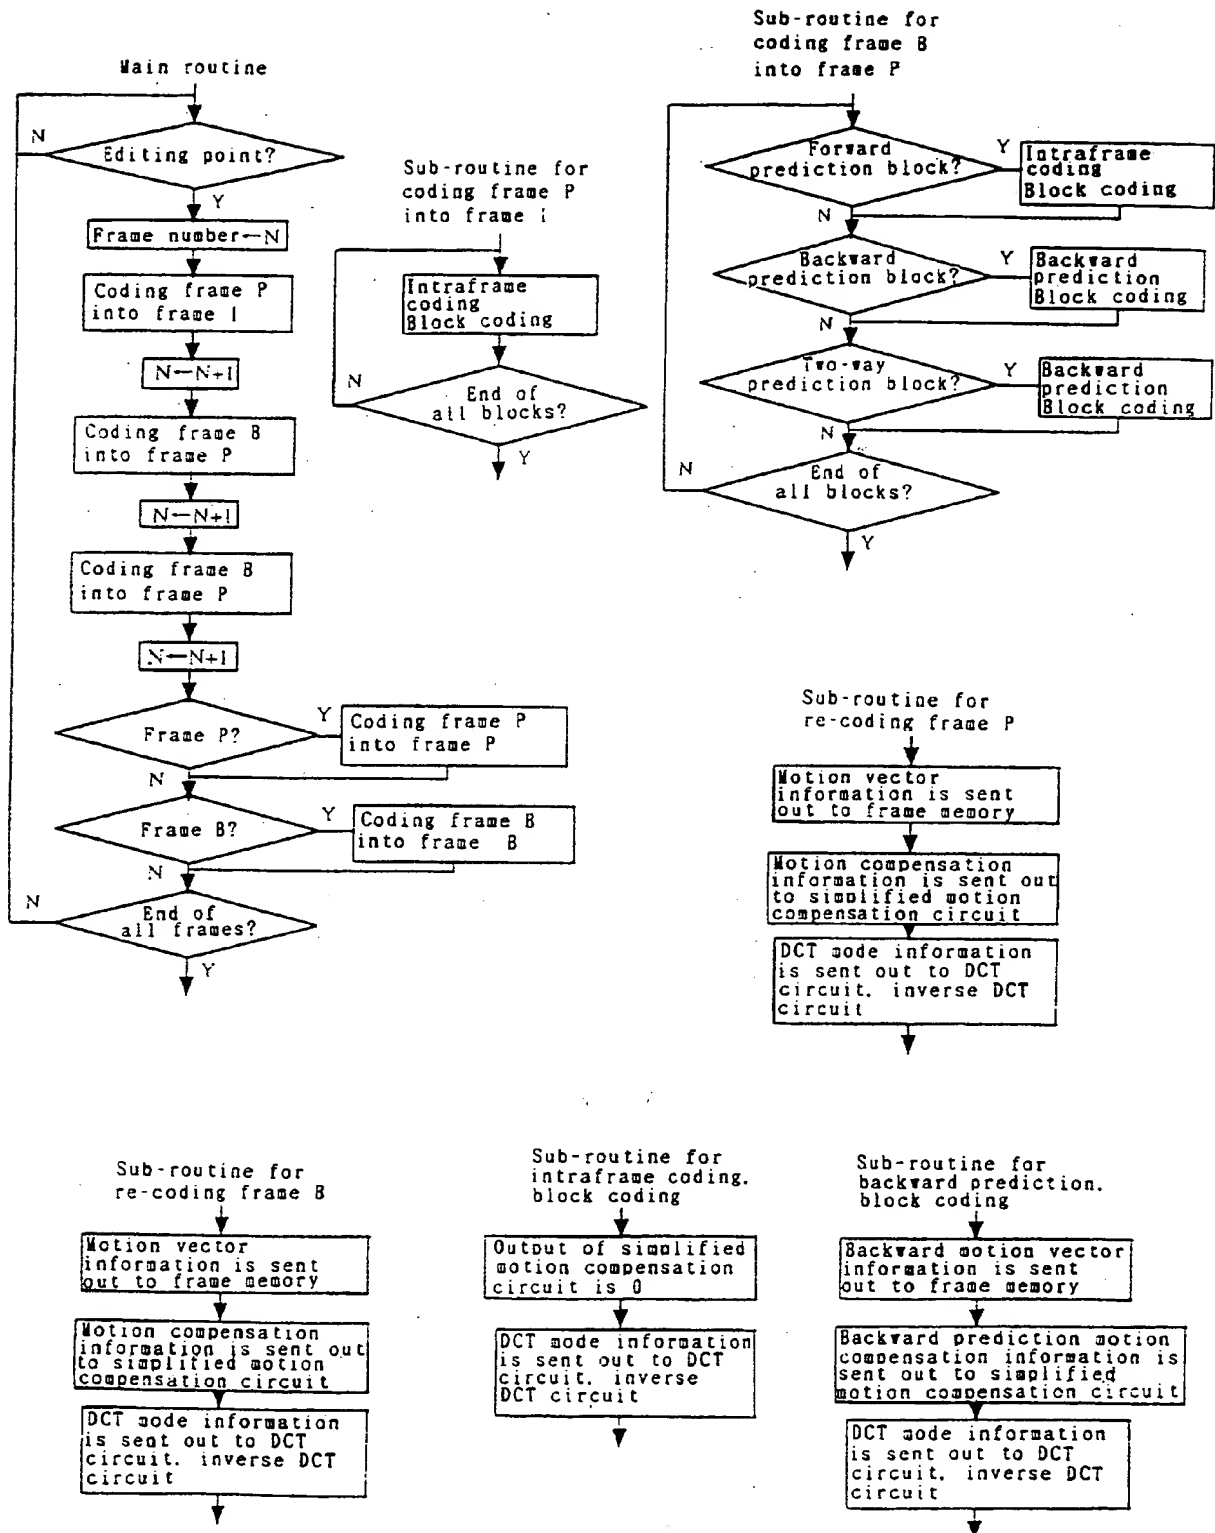 Main routine
Editing point?
N
Y
Frame number←N
Coding frame P
into frame I
N←N+1
Coding frame B
into frame P
N←N+1
Coding frame B
into frame P
N←N+1
Frame P?
Y
Coding frame P
into frame P
N
Frame B?
Y
Coding frame B
into frame B
N
End of
all frames?
N
Y
Sub-routine for
coding frame P
into frame I
Intraframe
coding
Block coding
End of
all blocks?
N
Y
Sub-routine for
coding frame B
into frame P
Forward
prediction block?
Y
Intraframe
coding
Block coding
N
Backward
prediction block?
Y
Backward
prediction
Block coding
N
Two-way
prediction block?
Y
Backward
prediction
Block coding
N
End of
all blocks?
N
Y
Sub-routine for
re-coding frame P
Motion vector
information is sent
out to frame memory
Motion compensation
information is sent out
to simplified motion
compensation circuit
DCT mode information
is sent out to DCT
circuit, inverse DCT
circuit
Sub-routine for
re-coding frame B
Motion vector
information is sent
out to frame memory
Motion compensation
information is sent out
to simplified motion
compensation circuit
DCT mode information
is sent out to DCT
circuit, inverse DCT
circuit
Sub-routine for
intraframe coding,
block coding
Output of simplified
motion compensation
circuit is 0
DCT mode information
is sent out to DCT
circuit, inverse
DCT circuit
Sub-routine for
backward prediction,
block coding
Backward motion vector
information is sent
out to frame memory
Backward prediction motion
compensation information is
sent out to simplified
motion compensation circuit
DCT mode information
is sent out to DCT
circuit, inverse DCT
circuit